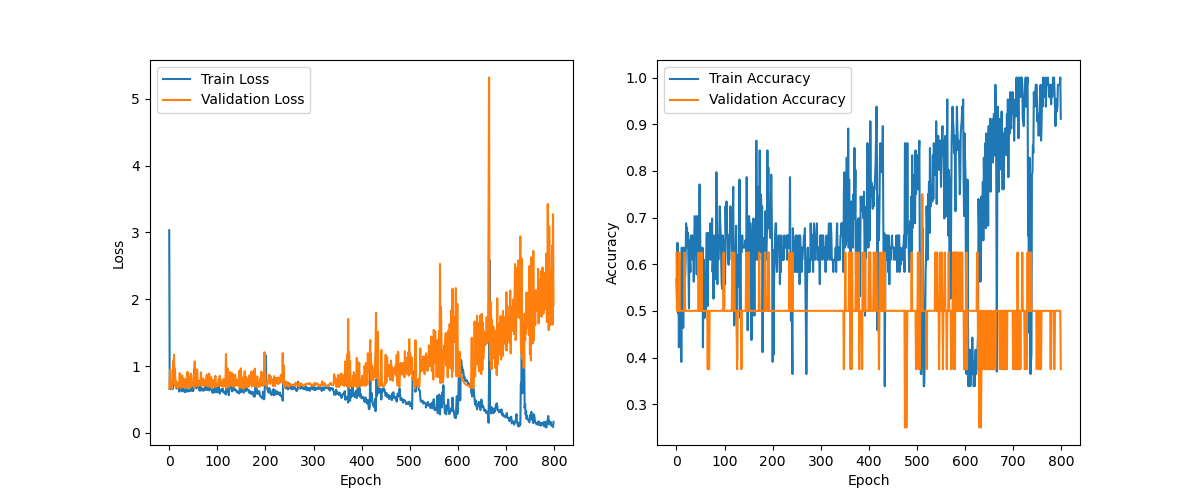 Train Loss
Validation Loss
Loss
5
4
3
2
1
0
0 100 200 300 400 500 600 700 800
Epoch
Train Accuracy
Validation Accuracy
Accuracy
1.0
0.9
0.8
0.7
0.6
0.5
0.4
0.3
0 100 200 300 400 500 600 700 800
Epoch